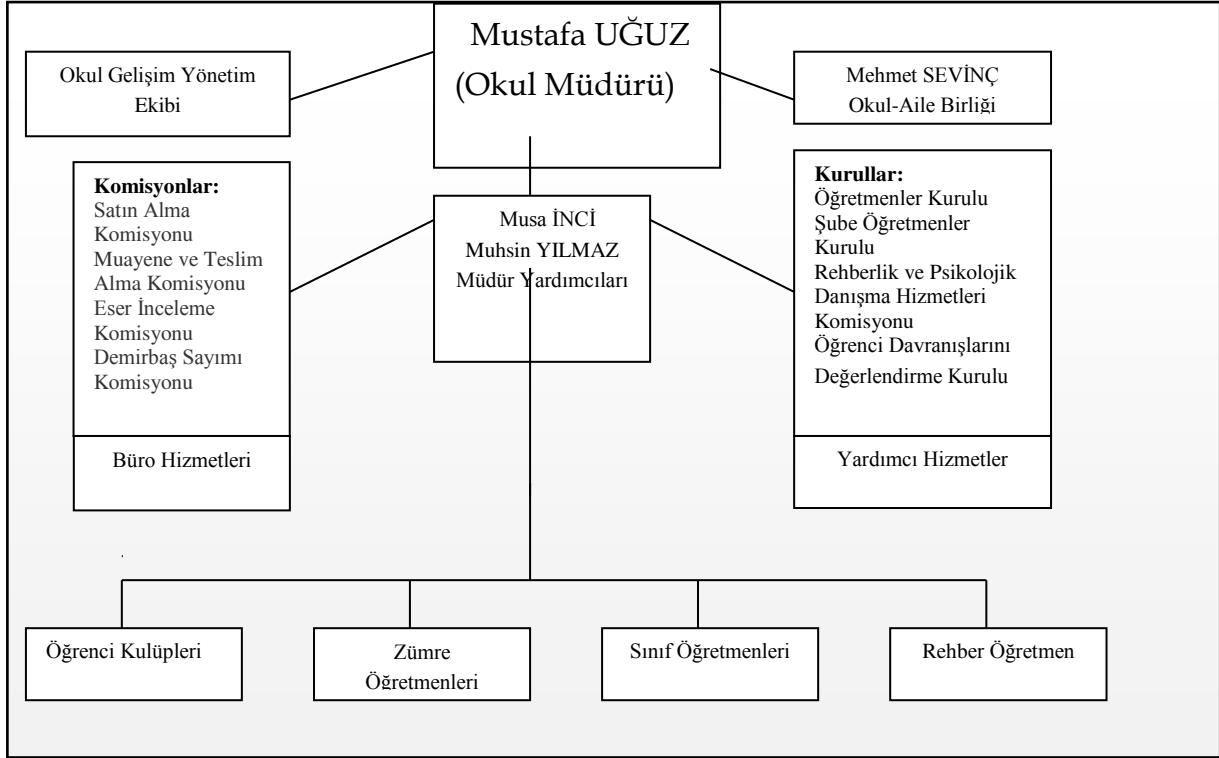 Mustafa UĞUZ
(Okul Müdürü)
Okul Gelişim Yönetim
Ekibi
Mehmet SEVİNÇ
Okul-Aile Birliği
Komisyonlar:
Satın Alma
Komisyonu
Muayene ve Teslim
Alma Komisyonu
Eser İnceleme
Komisyonu
Demirbaş Sayımı
Komisyonu
Büro Hizmetleri
Musa İNCİ
Muhsin YILMAZ
Müdür Yardımcıları
Kurullar:
Öğretmenler Kurulu
Şube Öğretmenler
Kurulu
Rehberlik ve Psikolojik
Danışma Hizmetleri
Komisyonu
Öğrenci Davranışlarını
Değerlendirme Kurulu
Yardımcı Hizmetler
Öğrenci Kulüpleri
Zümre
Öğretmenleri
Sınıf Öğretmenleri
Rehber Öğretmen